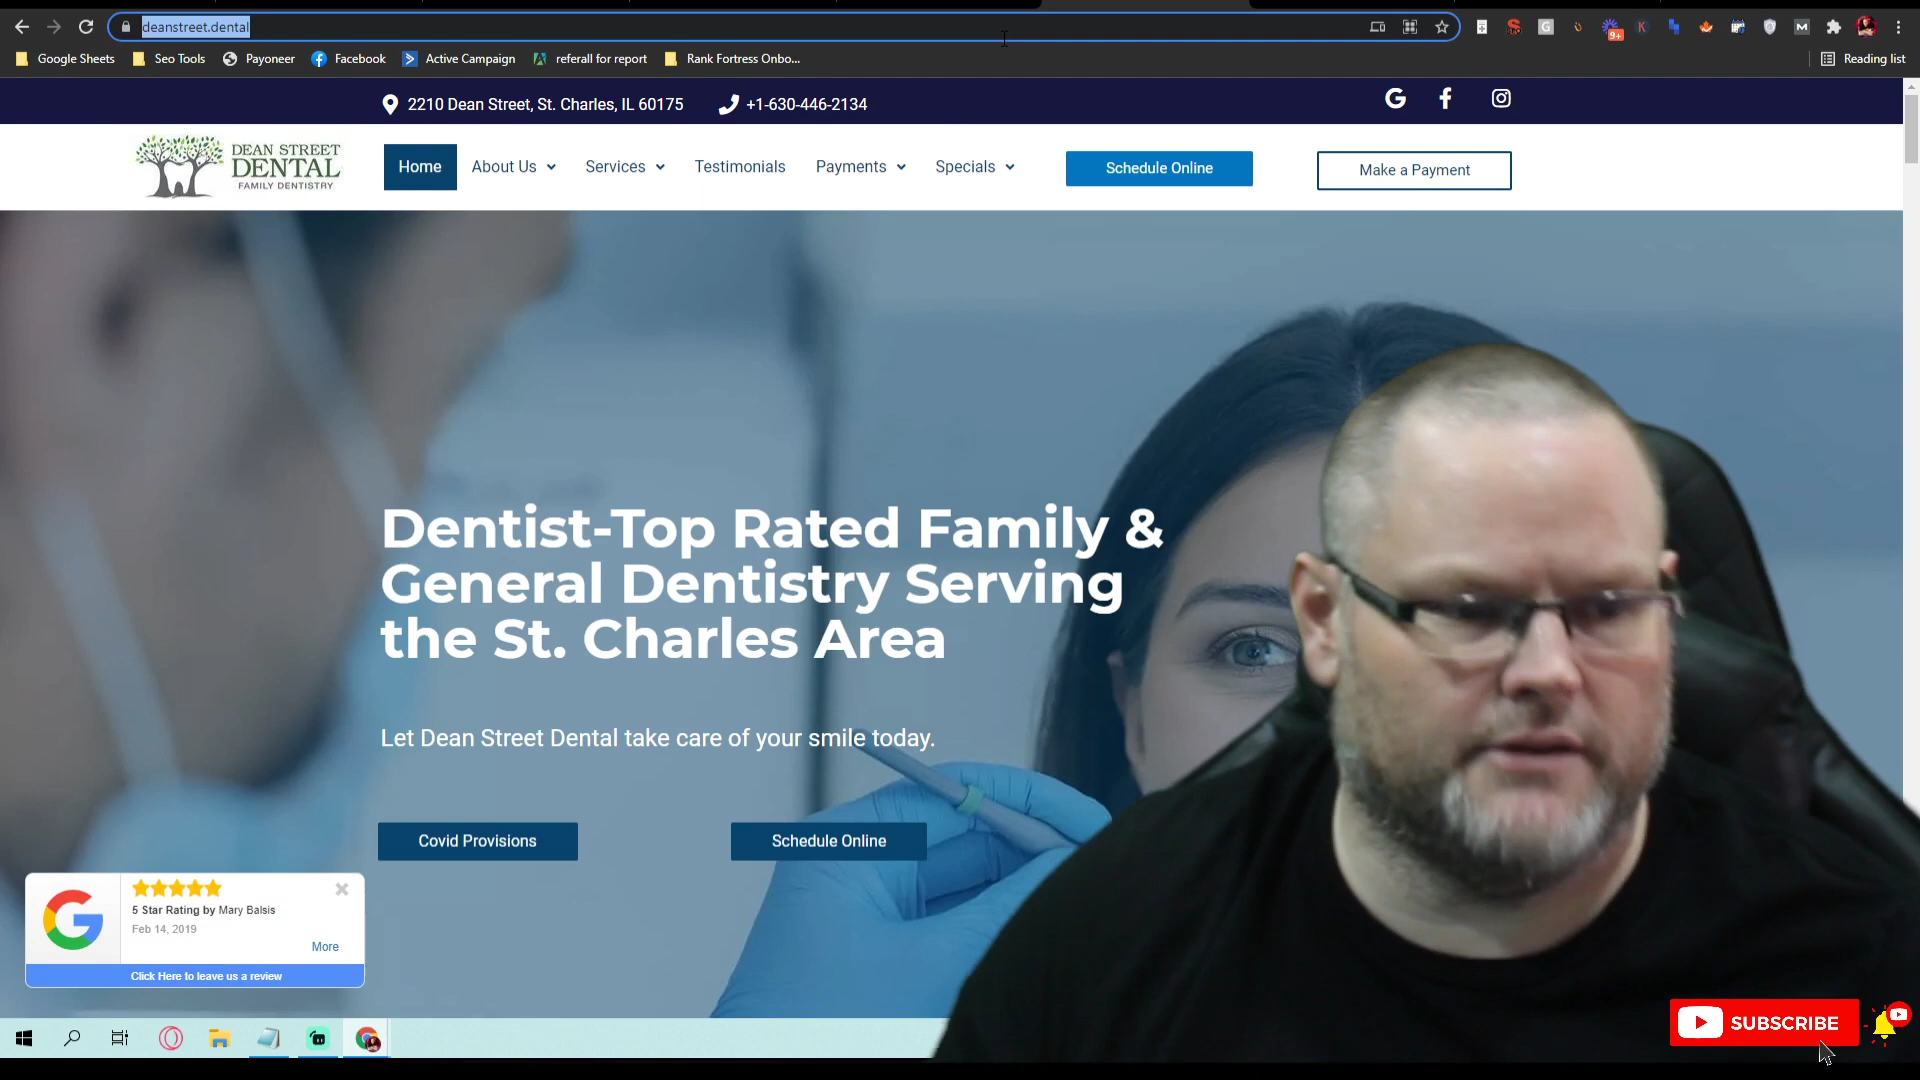 deanstreet.dental
9+
Google Sheets
Seo Tools
Payoneer
Facebook
Active Campaign
referall for report
Rank Fortress Onbo...
Reading list
2210 Dean Street, St. Charles, IL 60175
+1-630-446-2134
DEAN STREET
DENTAL
FAMILY DENTISTRY
Home
About Us
Services
Testimonials
Payments
Specials
Schedule Online
Make a Payment
Dentist-Top Rated Family &
General Dentistry Serving
the St. Charles Area
Let Dean Street Dental take care of your smile today.
Covid Provisions
Schedule Online
5 Star Rating by Mary Balsis
Feb 14, 2019
More
Click Here to leave us a review
SUBSCRIBE